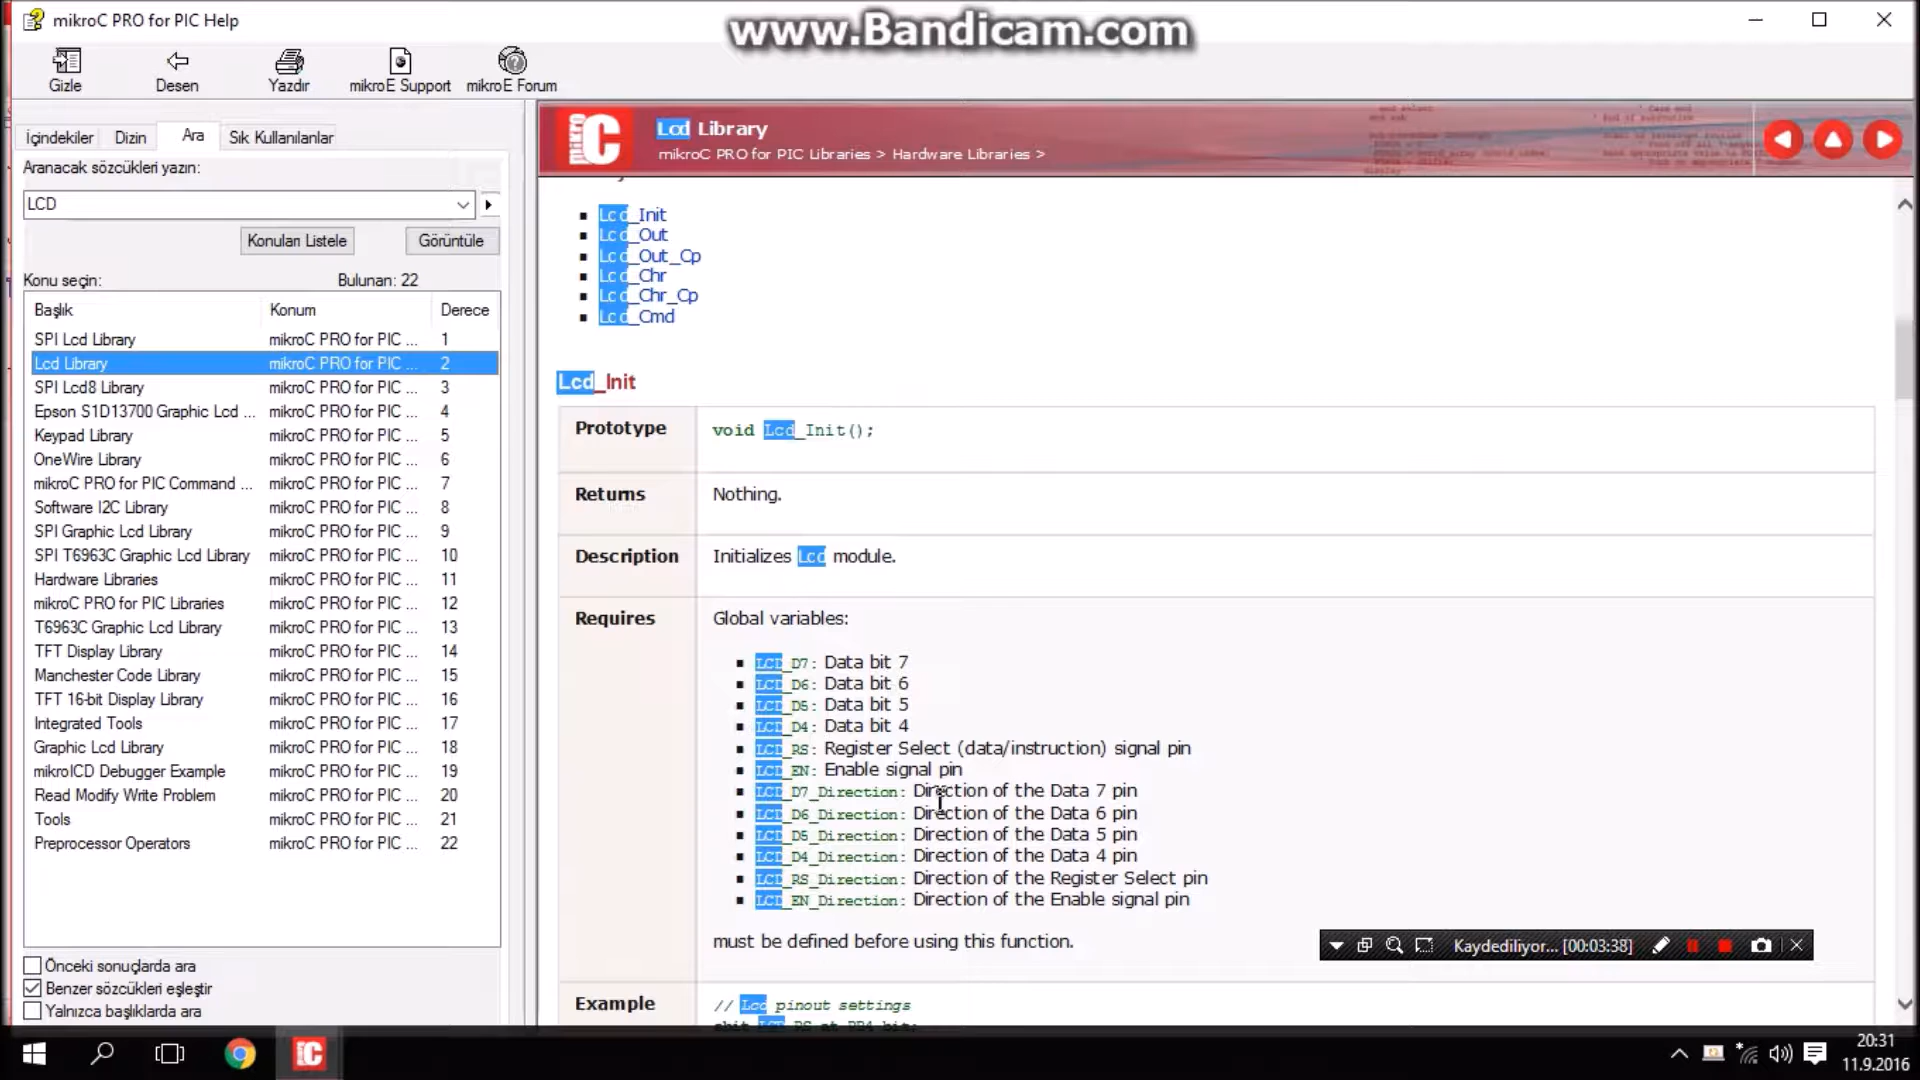 mikroC PRO for PIC Help
www.Bandicam.com
Gizle
Desen
Yazdır
mikroE Support
mikroE Forum
İçindekiler
Dizin
Ara
Sık Kullanılanlar
Aranacak sözcükleri yazın:
LCD
Konuları Listele
Görüntüle
Konu seçin:
Bulunan: 22
Başlık Konum Derece
SPI Lcd Library mikroC PRO for PIC ... 1
Lcd Library mikroC PRO for PIC ... 2
SPI Lcd8 Library mikroC PRO for PIC ... 3
Epson S1D13700 Graphic Lcd ... mikroC PRO for PIC ... 4
Keypad Library mikroC PRO for PIC ... 5
OneWire Library mikroC PRO for PIC ... 6
mikroC PRO for PIC Command ... mikroC PRO for PIC ... 7
Software I2C Library mikroC PRO for PIC ... 8
SPI Graphic Lcd Library mikroC PRO for PIC ... 9
SPI T6963C Graphic Lcd Library mikroC PRO for PIC ... 10
Hardware Libraries mikroC PRO for PIC ... 11
mikroC PRO for PIC Libraries mikroC PRO for PIC ... 12
T6963C Graphic Lcd Library mikroC PRO for PIC ... 13
TFT Display Library mikroC PRO for PIC ... 14
Manchester Code Library mikroC PRO for PIC ... 15
TFT 16-bit Display Library mikroC PRO for PIC ... 16
Integrated Tools mikroC PRO for PIC ... 17
Graphic Lcd Library mikroC PRO for PIC ... 18
mikroICD Debugger Example mikroC PRO for PIC ... 19
Read Modify Write Problem mikroC PRO for PIC ... 20
Tools mikroC PRO for PIC ... 21
Preprocessor Operators mikroC PRO for PIC ... 22
Önceki sonuçlarda ara
Benzer sözcükleri eşleştir
Yalnızca başlıklarda ara
mikro C
Lcd Library
mikroC PRO for PIC Libraries > Hardware Libraries >
Lcd_Init
Lcd_Out
Lcd_Out_Cp
Lcd_Chr
Lcd_Chr_Cp
Lcd_Cmd
Lcd_Init
Prototype void Lcd_Init();
Returns Nothing.
Description Initializes Lcd module.
Requires Global variables:
LCD_D7: Data bit 7
LCD_D6: Data bit 6
LCD_D5: Data bit 5
LCD_D4: Data bit 4
LCD_RS: Register Select (data/instruction) signal pin
LCD_EN: Enable signal pin
LCD_D7_Direction: Direction of the Data 7 pin
LCD_D6_Direction: Direction of the Data 6 pin
LCD_D5_Direction: Direction of the Data 5 pin
LCD_D4_Direction: Direction of the Data 4 pin
LCD_RS_Direction: Direction of the Register Select pin
LCD_EN_Direction: Direction of the Enable signal pin
must be defined before using this function.
Example // Lcd pinout settings
sbit LCD_RS at RB4_bit;
Kaydediliyor... [00:03:38]
20:31
11.9.2016